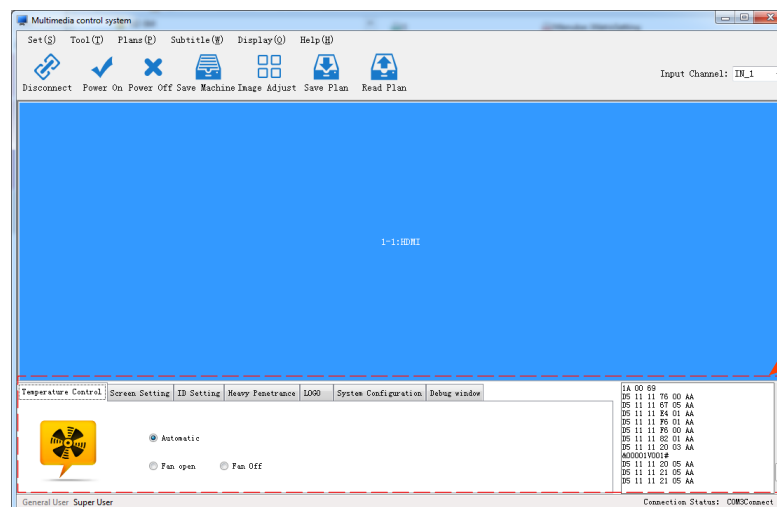 Multimedia control system
Set(S) Tool(T) Plans(P) Subtitle(W) Display(Q) Help(H)
Disconnect Power On Power Off Save Machine Image Adjust Save Plan Read Plan
Input Channel: IN_1
1-1:HDMI
Temperature Control Screen Setting ID Setting Heavy Penetrance LOGO System Configuration Debug window
Automatic
Fan open Fan Off
1A 00 69
D5 11 11 76 00 AA
D5 11 11 67 05 AA
D5 11 11 E4 01 AA
D5 11 11 F6 01 AA
D5 11 11 F6 00 AA
D5 11 11 82 01 AA
D5 11 11 20 03 AA
&00001V001#
D5 11 11 20 05 AA
D5 11 11 21 05 AA
D5 11 11 21 05 AA
General User Super User
Connection Status: COM3Connect